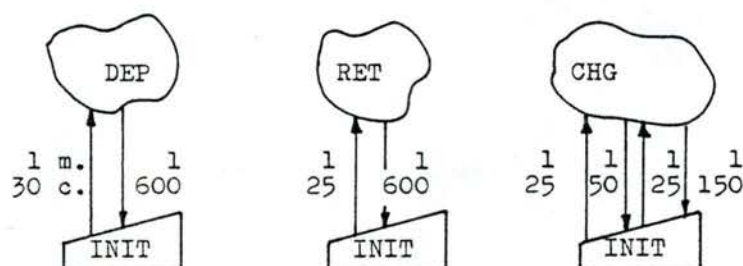 DEP RET CHG
1 m. 1 1 1 1 1 1 1
30 c. 600 25 600 25 50 25 150
INIT INIT INIT